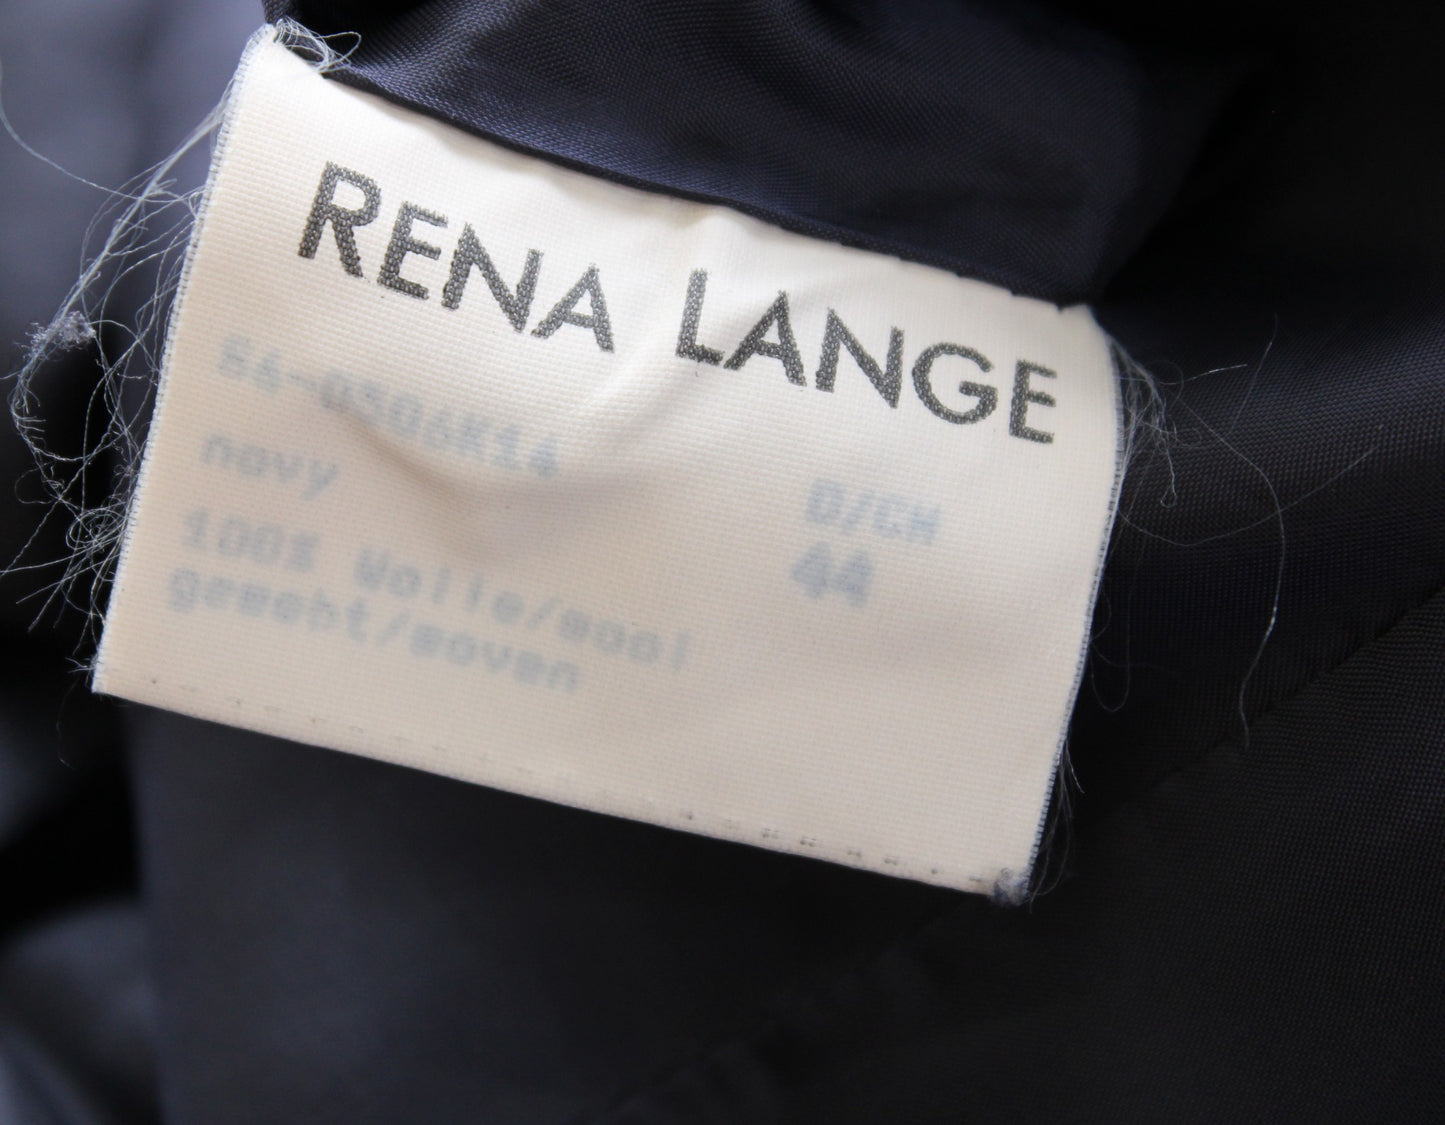 RENA LANGE
navy
D/CH
44
100% Wolle/wool
gewebt/woven